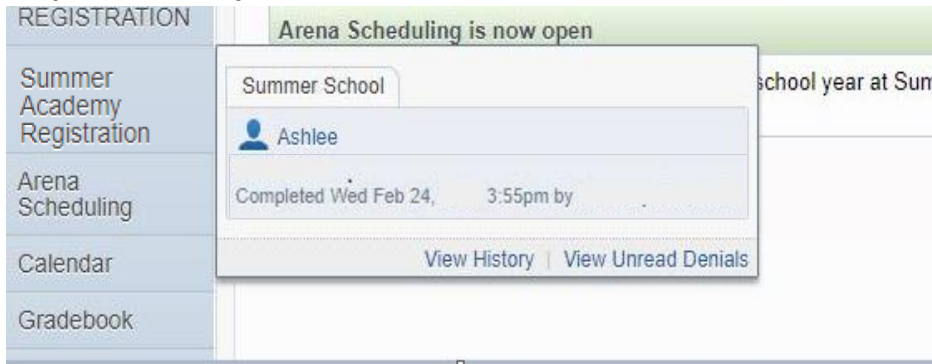 REGISTRATION
Arena Scheduling is now open
Summer
Academy
Registration
Summer School
school year at Sum
Ashlee
Arena
Scheduling
Completed Wed Feb 24, 3:55pm by
View History | View Unread Denials
Calendar
Gradebook